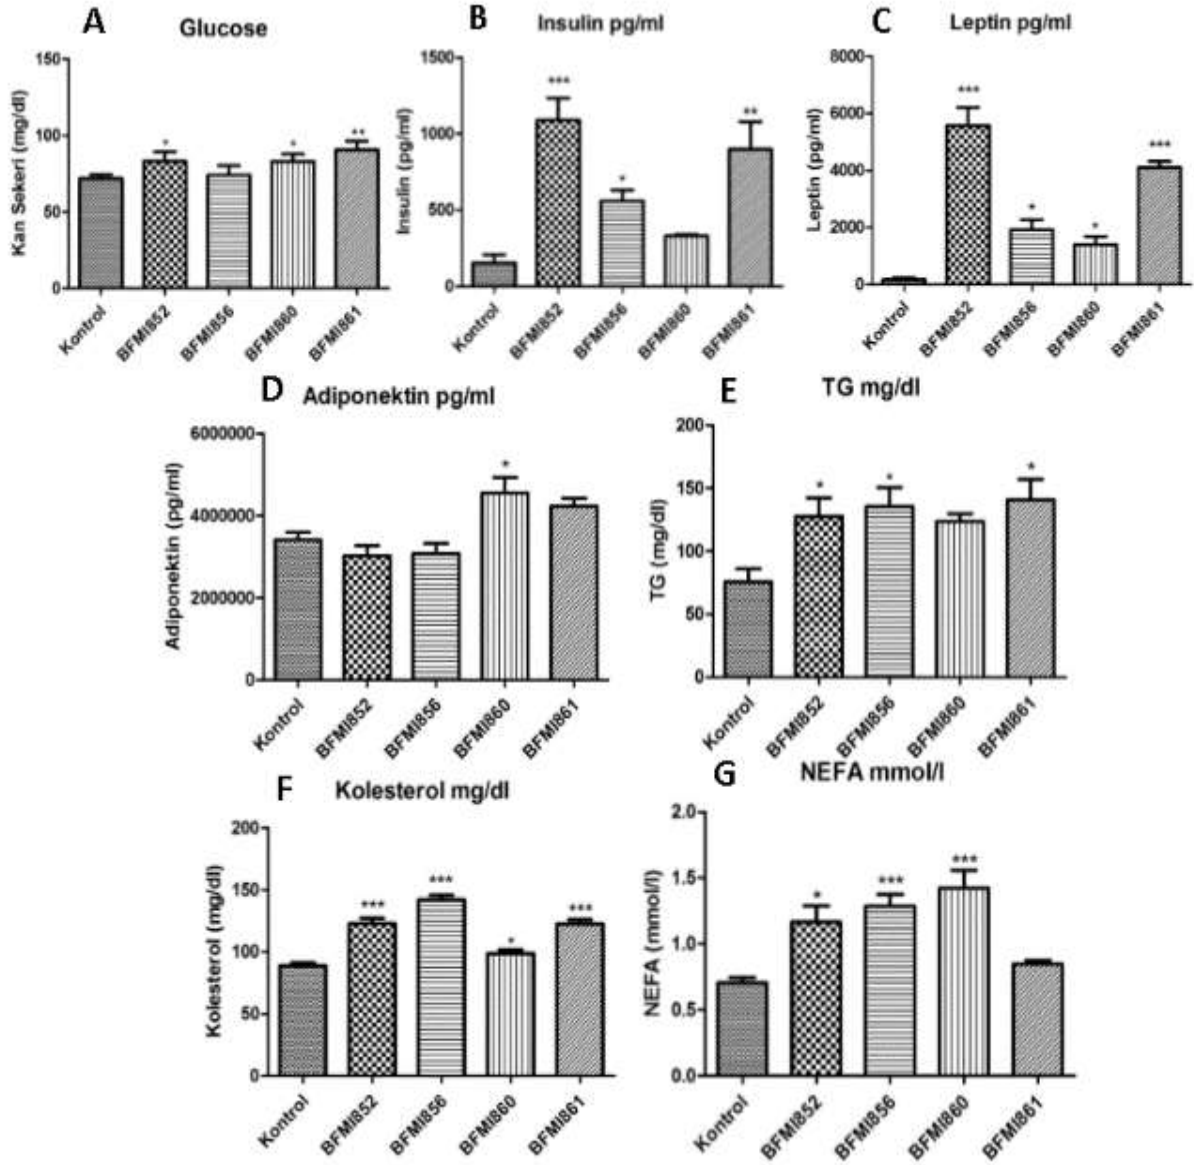 A
Glucose
Kan Sekeri (mg/dl)
150
100
50
0
*
*
**
Kontrol
BFMI852
BFMI856
BFMI860
BFMI861
B
Insulin pg/ml
Insulin (pg/ml)
1500
1000
500
0
***
*
**
Kontrol
BFMI852
BFMI856
BFMI860
BFMI861
C
Leptin pg/ml
Leptin (pg/ml)
8000
6000
4000
2000
0
***
*
*
***
Kontrol
BFMI852
BFMI856
BFMI860
BFMI861
D
Adiponektin pg/ml
Adiponektin (pg/ml)
6000000
4000000
2000000
0
*
Kontrol
BFMI852
BFMI856
BFMI860
BFMI861
E
TG mg/dl
TG (mg/dl)
200
150
100
50
0
*
*
*
Kontrol
BFMI852
BFMI856
BFMI860
BFMI861
F
Kolesterol mg/dl
Kolesterol (mg/dl)
200
150
100
50
0
***
***
*
***
Kontrol
BFMI852
BFMI856
BFMI860
BFMI861
G
NEFA mmol/l
NEFA (mmol/l)
2.0
1.5
1.0
0.5
0.0
*
***
***
Kontrol
BFMI852
BFMI856
BFMI860
BFMI861